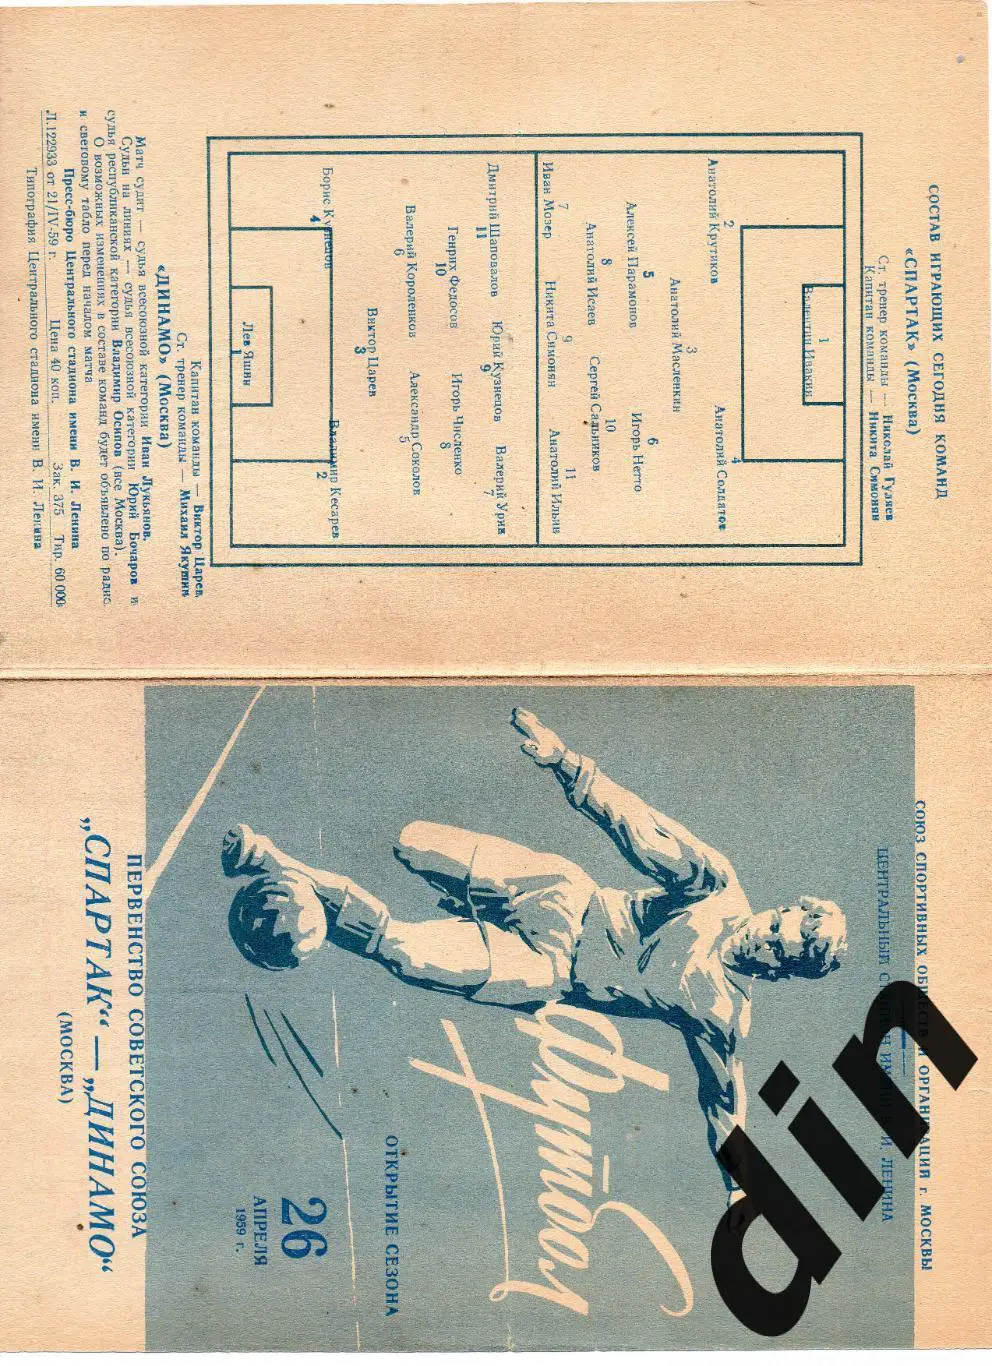 СОСТАВ ИГРАЮЩИХ СЕГОДНЯ КОМАНД
«СПАРТАК» (Москва)
Ст. тренер команды — Николай Гуляев
Капитан команды — Никита Симонян
1
Валентин Ивакин
2
Анатолий Крутиков
4
Анатолий Солдатов
3
Анатолий Масленкин
5
Алексей Парамонов
6
Игорь Нетто
8
Анатолий Исаев
10
Сергей Сальников
7
Иван Мозер
9
Никита Симонян
11
Анатолий Ильин
Дмитрий Шаповалов
11
Юрий Кузнецов
9
Валерий Урин
7
Генрих Федосов
10
Игорь Численко
8
Валерий Короленков
6
Александр Соколов
5
Виктор Царев
3
Борис Кузнецов
4
Владимир Кесарев
2
Лев Яшин
1
Капитан команды — Виктор Царев
Ст. тренер команды — Михаил Якушин
«ДИНАМО» (Москва)
Матч судит — судья всесоюзной категории Иван Лукьянов.
Судьи на линиях — судья всесоюзной категории Юрий Бочаров и
судья республиканской категории Владимир Осипов (все Москва).
О возможных изменениях в составе команд будет объявлено по радио
и световому табло перед началом матча
Пресс-бюро Центрального стадиона имени В. И. Ленина
Л.122933 от 21/IV-59 г. Цена 40 коп. Зак. 375 Тир. 60 000
Типография Центрального стадиона имени В. И. Ленина
СОЮЗ СПОРТИВНЫХ ОБЩЕСТВ И ОРГАНИЗАЦИЙ г. МОСКВЫ
ЦЕНТРАЛЬНЫЙ СТАДИОН ИМЕНИ В. И. ЛЕНИНА
футбол
ОТКРЫТИЕ СЕЗОНА
26
АПРЕЛЯ
1959 г.
ПЕРВЕНСТВО СОВЕТСКОГО СОЮЗА
„СПАРТАК“ — „ДИНАМО“
(МОСКВА)
din